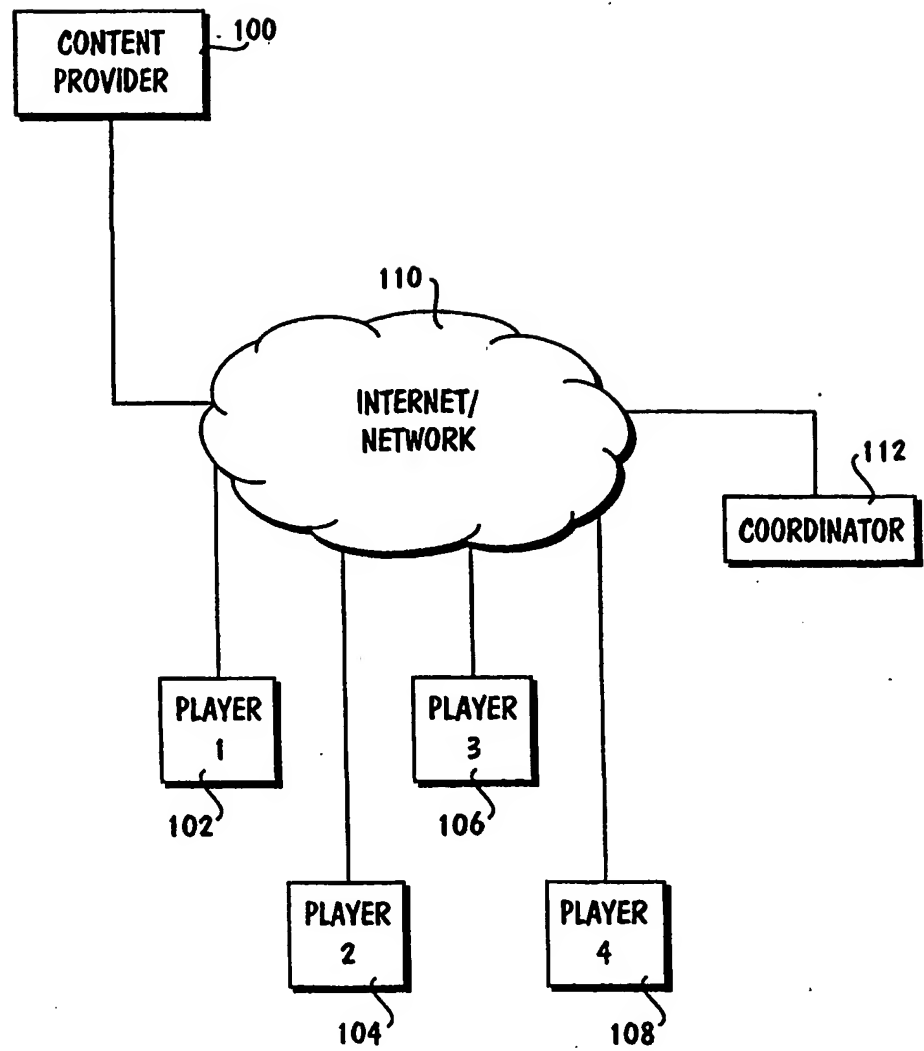 CONTENT
PROVIDER
100
110
INTERNET/
NETWORK
112
COORDINATOR
PLAYER
1
102
PLAYER
3
106
PLAYER
2
104
PLAYER
4
108